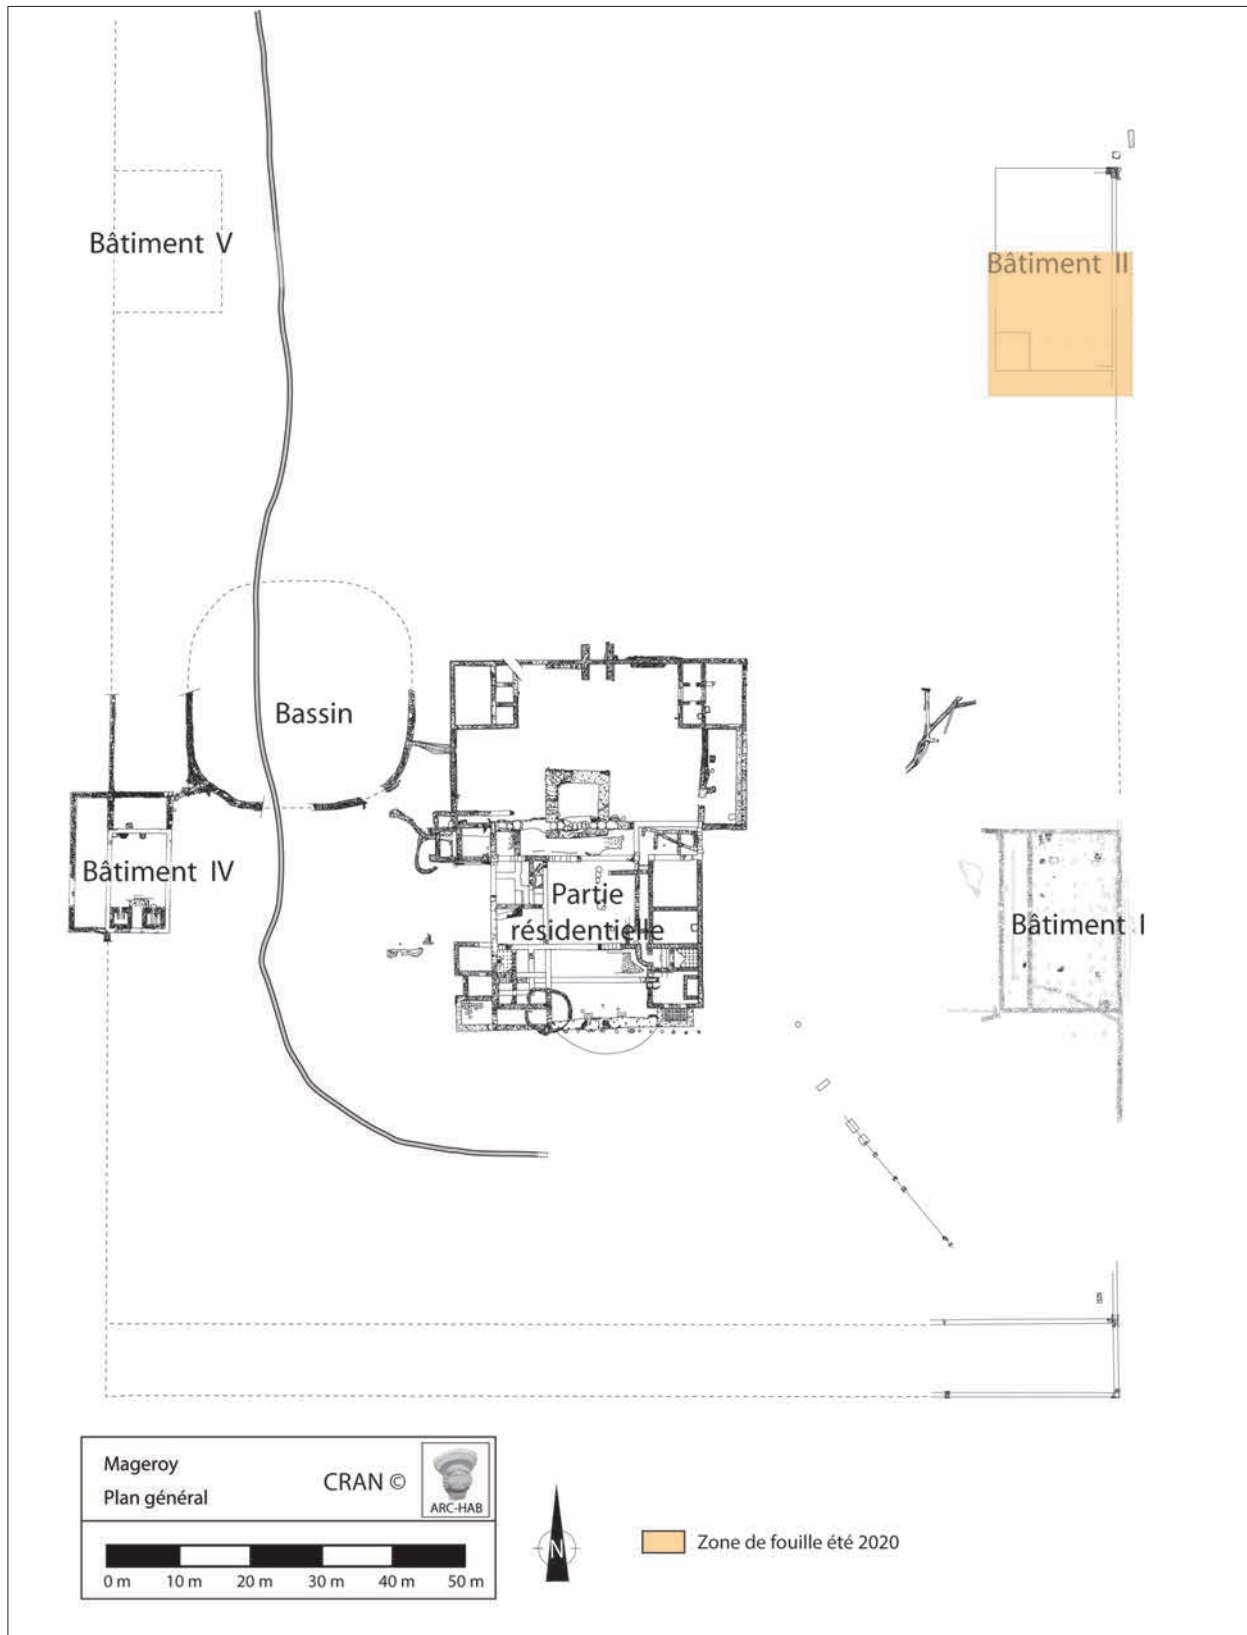 Bâtiment V
Bâtiment II
Bassin
Bâtiment IV
Partie
résidentielle
Bâtiment I
Mageroy
Plan général
CRAN ©
ARC-HAB
0 m 10 m 20 m 30 m 40 m 50 m
N
Zone de fouille été 2020